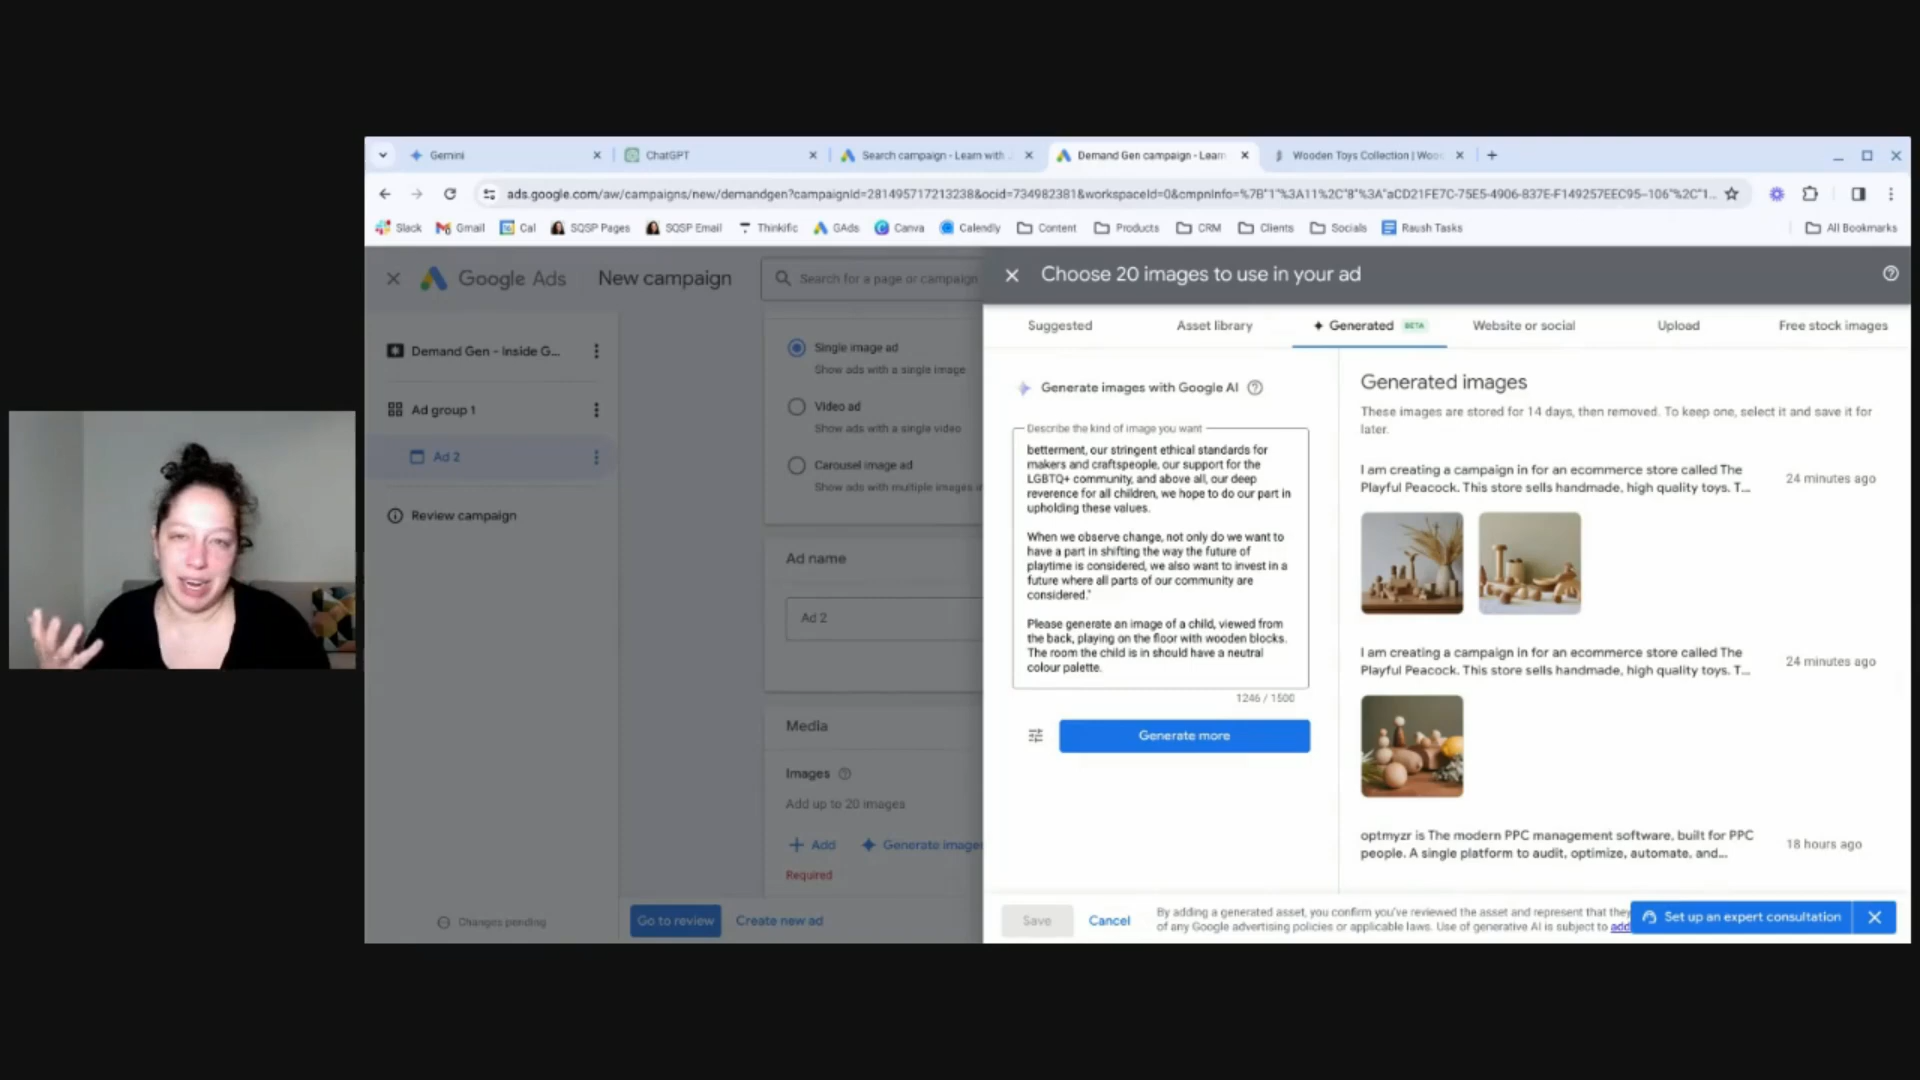 Gemini
ChatGPT
Search campaign - Learn with
Demand Gen campaign - Learn
Wooden Toys Collection | Woo
ads.google.com/aw/campaigns/new/demandgen?campaignId=281495717213238&ocid=734982381&workspaceId=0&cmpnInfo=%7B"1"%3A11%2C"8"%3A"aCD21FE7C-75E5-4906-837E-F149257EEC95--106"%2C"1...
Slack
Gmail
Cal
SQSP Pages
SQSP Email
Thinkific
GAds
Canva
Calendly
Content
Products
CRM
Clients
Socials
Raush Tasks
All Bookmarks
Google Ads
New campaign
Search for a page or campaign
Demand Gen - Inside G...
Ad group 1
Ad 2
Review campaign
Changes pending
Single image ad
Show ads with a single image
Video ad
Show ads with a single video
Carousel image ad
Show ads with multiple images i
Ad name
Ad 2
Media
Images
Add up to 20 images
Add
Generate image
Required
Go to review
Create new ad
Choose 20 images to use in your ad
Suggested
Asset library
Generated BETA
Website or social
Upload
Free stock images
Generate images with Google AI
Describe the kind of image you want
betterment, our stringent ethical standards for
makers and craftspeople, our support for the
LGBTQ+ community, and above all, our deep
reverence for all children, we hope to do our part in
upholding these values.
When we observe change, not only do we want to
have a part in shifting the way the future of
playtime is considered, we also want to invest in a
future where all parts of our community are
considered."
Please generate an image of a child, viewed from
the back, playing on the floor with wooden blocks.
The room the child is in should have a neutral
colour palette.
1246 / 1500
Generate more
Generated images
These images are stored for 14 days, then removed. To keep one, select it and save it for
later.
I am creating a campaign in for an ecommerce store called The
Playful Peacock. This store sells handmade, high quality toys. T...
24 minutes ago
I am creating a campaign in for an ecommerce store called The
Playful Peacock. This store sells handmade, high quality toys. T...
24 minutes ago
optmyzr is The modern PPC management software, built for PPC
people. A single platform to audit, optimize, automate, and...
18 hours ago
Save
Cancel
By adding a generated asset, you confirm you've reviewed the asset and represent that they
of any Google advertising policies or applicable laws. Use of generative AI is subject to add
Set up an expert consultation